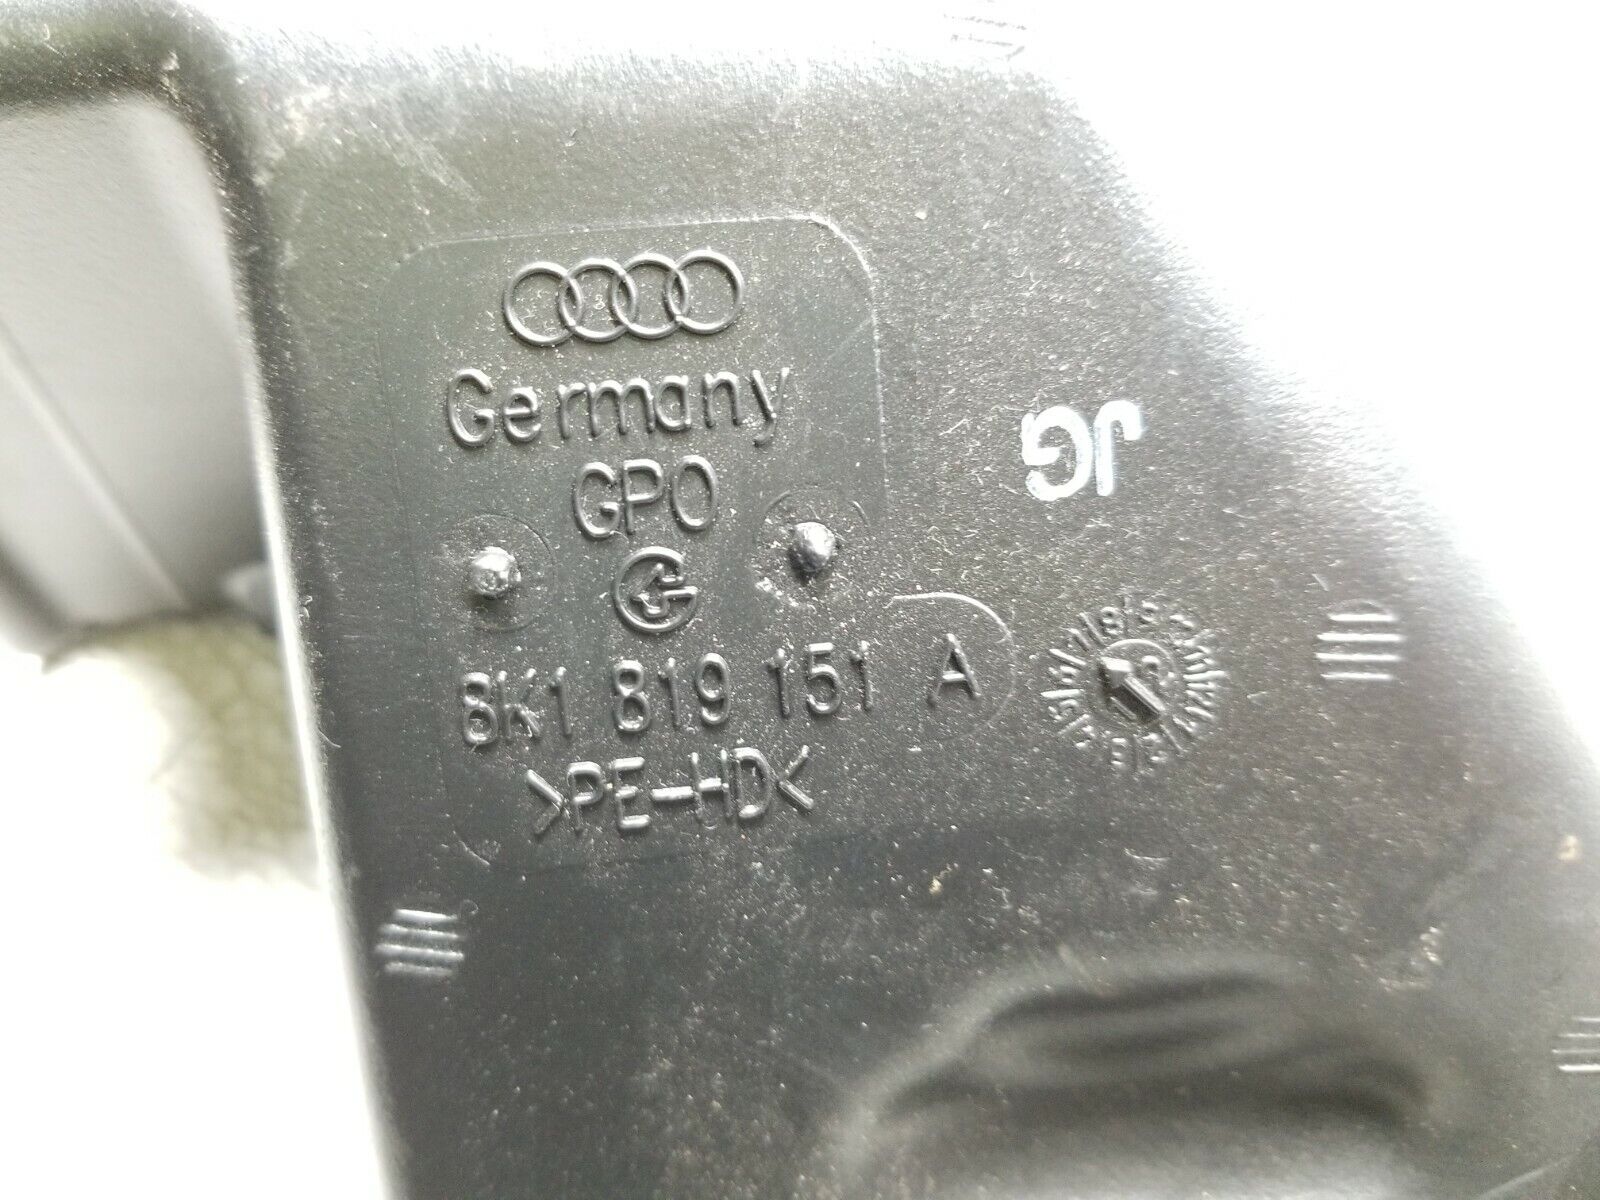 Germany
GPO
8K1 819 151 A
>PE-HD<
JG